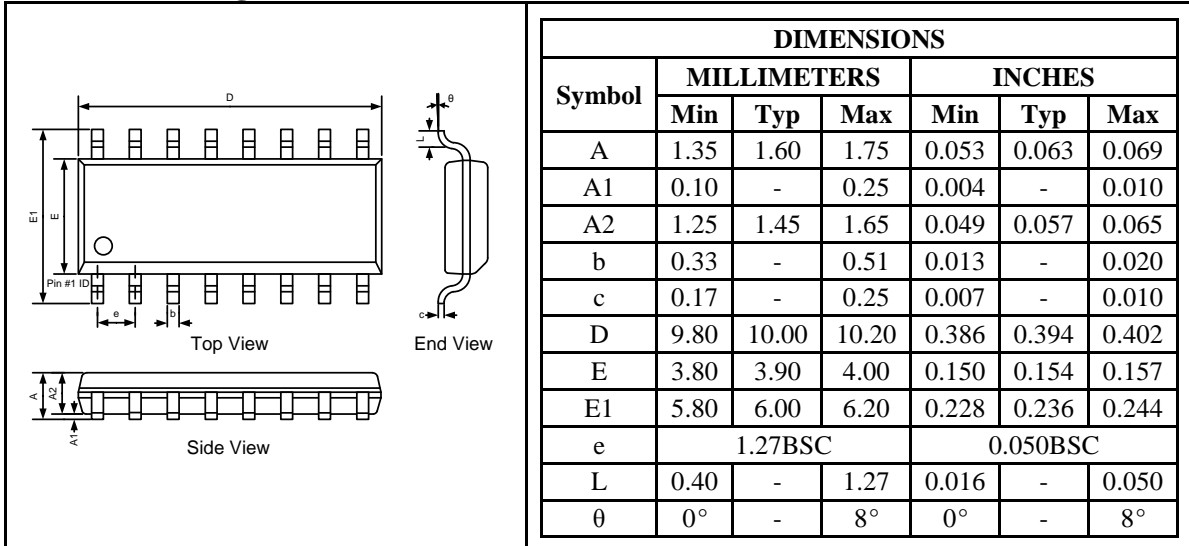 D
θ
L
E1
E
Pin #1 ID
e
b
c
Top View
End View
A
A2
A1
Side View
DIMENSIONS
Symbol MILLIMETERS INCHES
Min Typ Max Min Typ Max
A 1.35 1.60 1.75 0.053 0.063 0.069
A1 0.10 - 0.25 0.004 - 0.010
A2 1.25 1.45 1.65 0.049 0.057 0.065
b 0.33 - 0.51 0.013 - 0.020
c 0.17 - 0.25 0.007 - 0.010
D 9.80 10.00 10.20 0.386 0.394 0.402
E 3.80 3.90 4.00 0.150 0.154 0.157
E1 5.80 6.00 6.20 0.228 0.236 0.244
e 1.27BSC 0.050BSC
L 0.40 - 1.27 0.016 - 0.050
θ 0° - 8° 0° - 8°